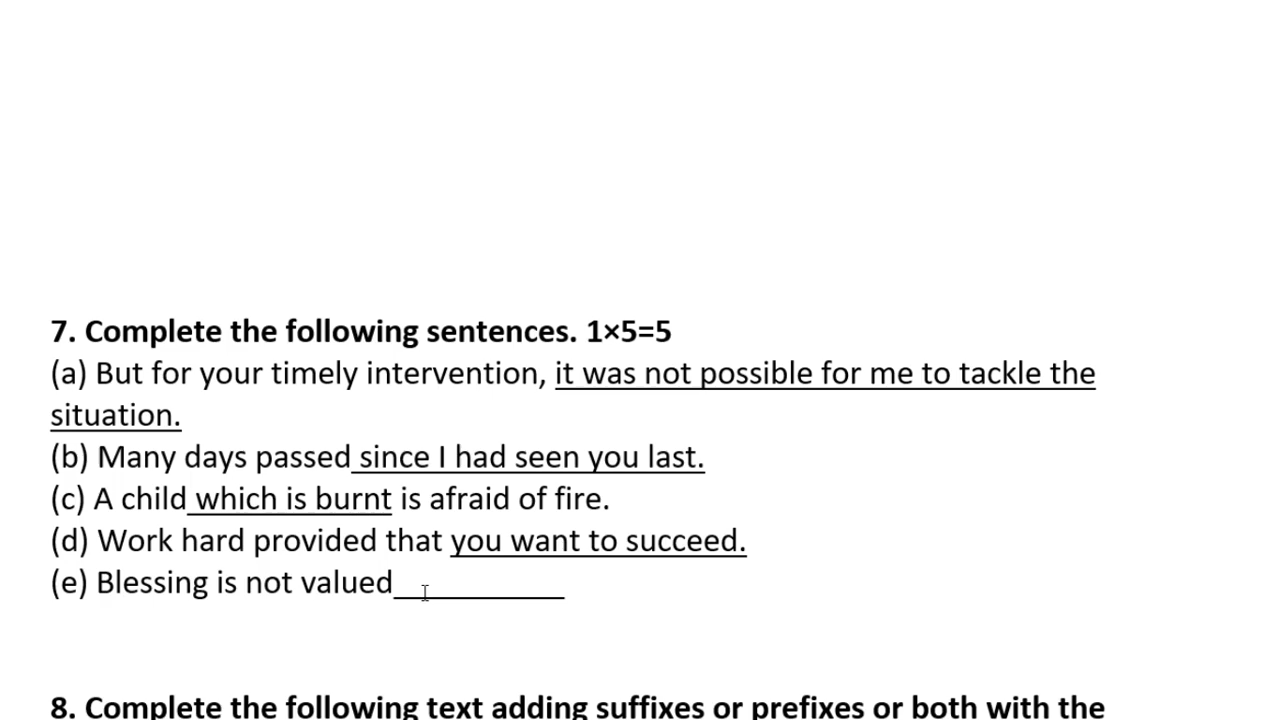 7. Complete the following sentences. 1×5=5
(a) But for your timely intervention, it was not possible for me to tackle the
situation.
(b) Many days passed since I had seen you last.
(c) A child which is burnt is afraid of fire.
(d) Work hard provided that you want to succeed.
(e) Blessing is not valued__________
8. Complete the following text adding suffixes or prefixes or both with the